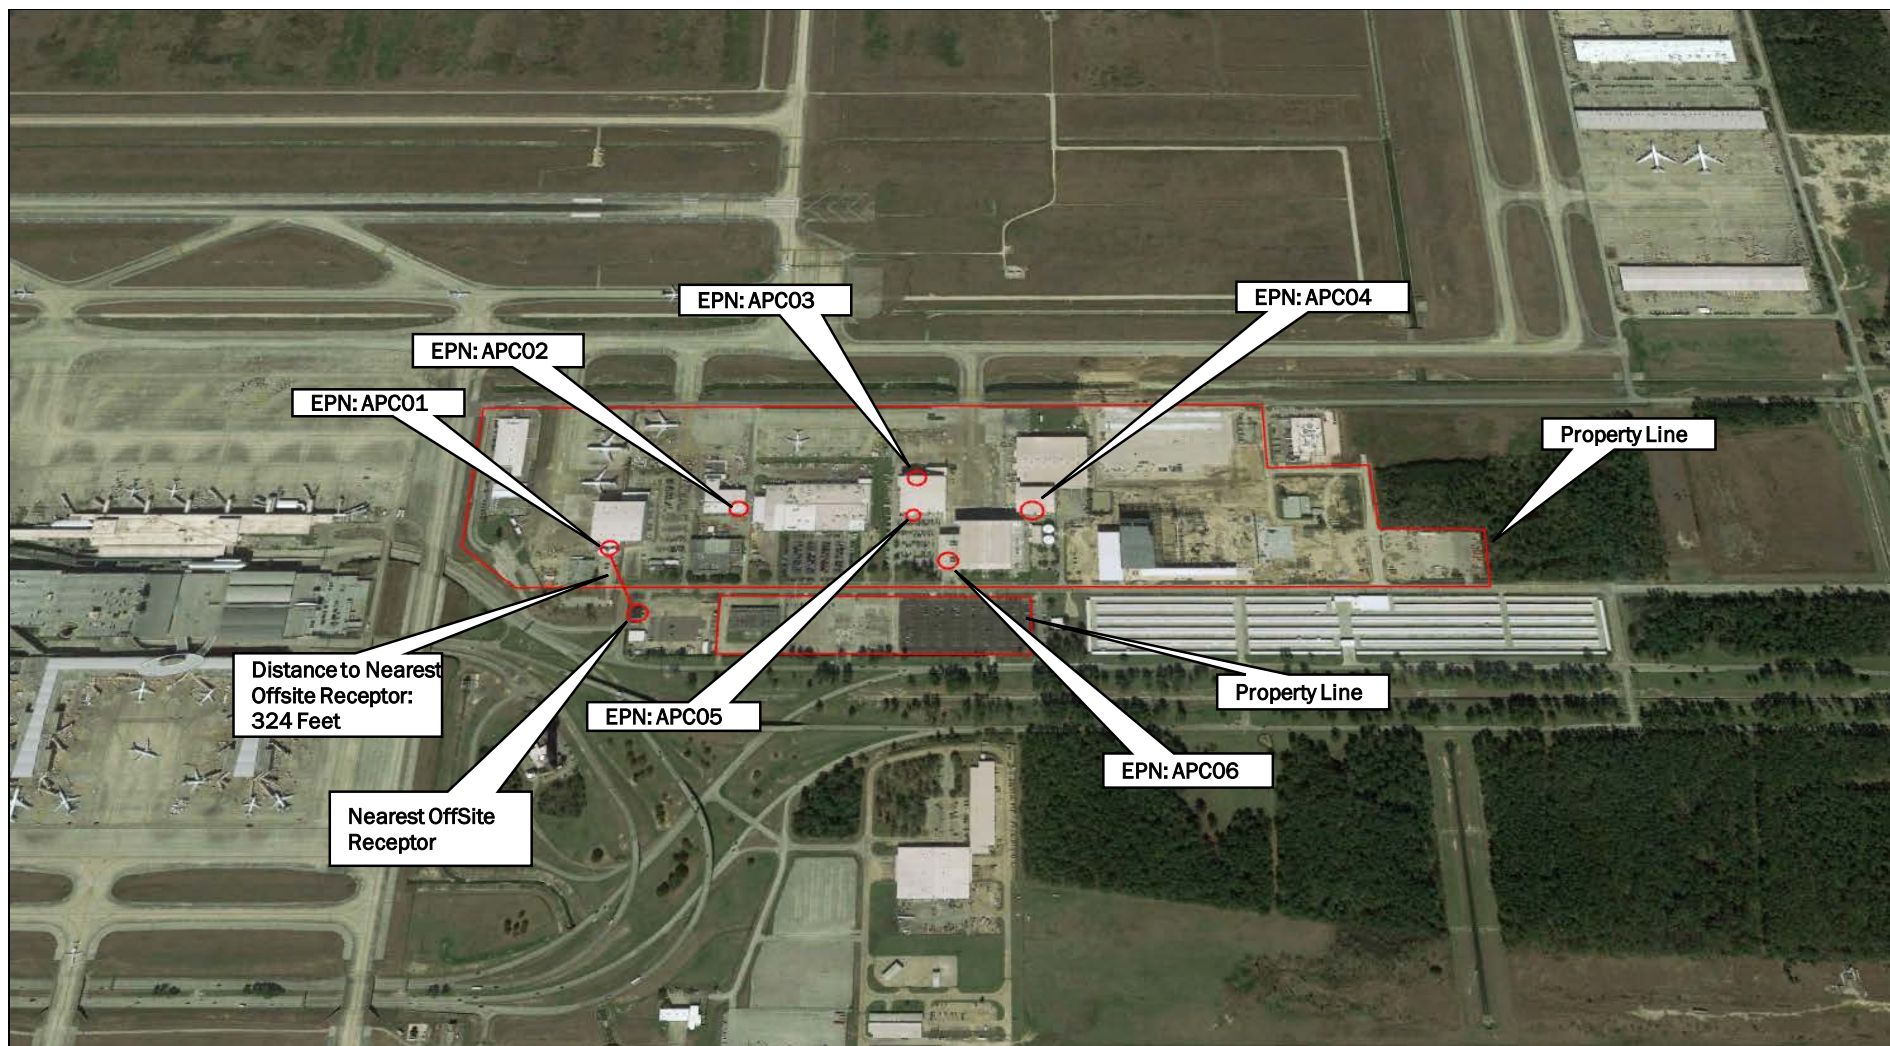 EPN: APC03
EPN: APC04
EPN: APC02
EPN: APC01
Property Line
Distance to Nearest
Offsite Receptor:
324 Feet
EPN: APC05
Property Line
EPN: APC06
Nearest OffSite
Receptor